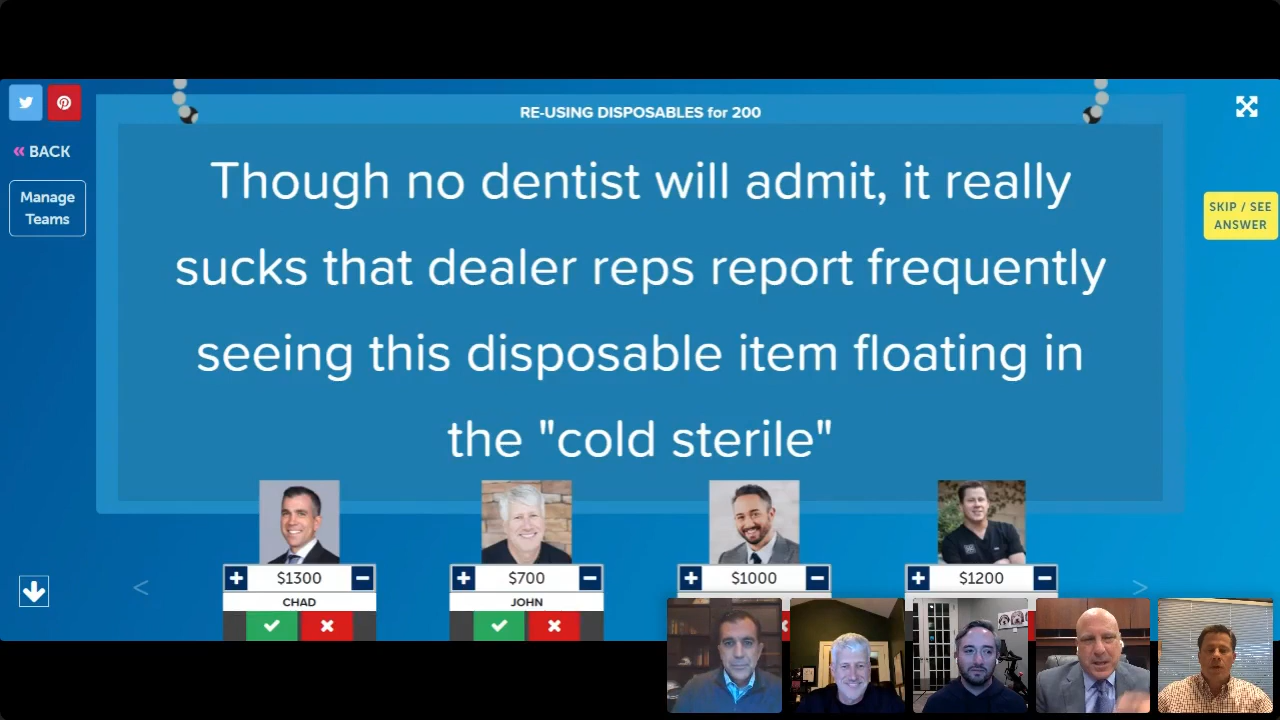 RE-USING DISPOSABLES for 200
« BACK
Manage
Teams
Though no dentist will admit, it really
sucks that dealer reps report frequently
seeing this disposable item floating in
the "cold sterile"
SKIP / SEE
ANSWER
$1300
$700
$1000
$1200
CHAD
JOHN